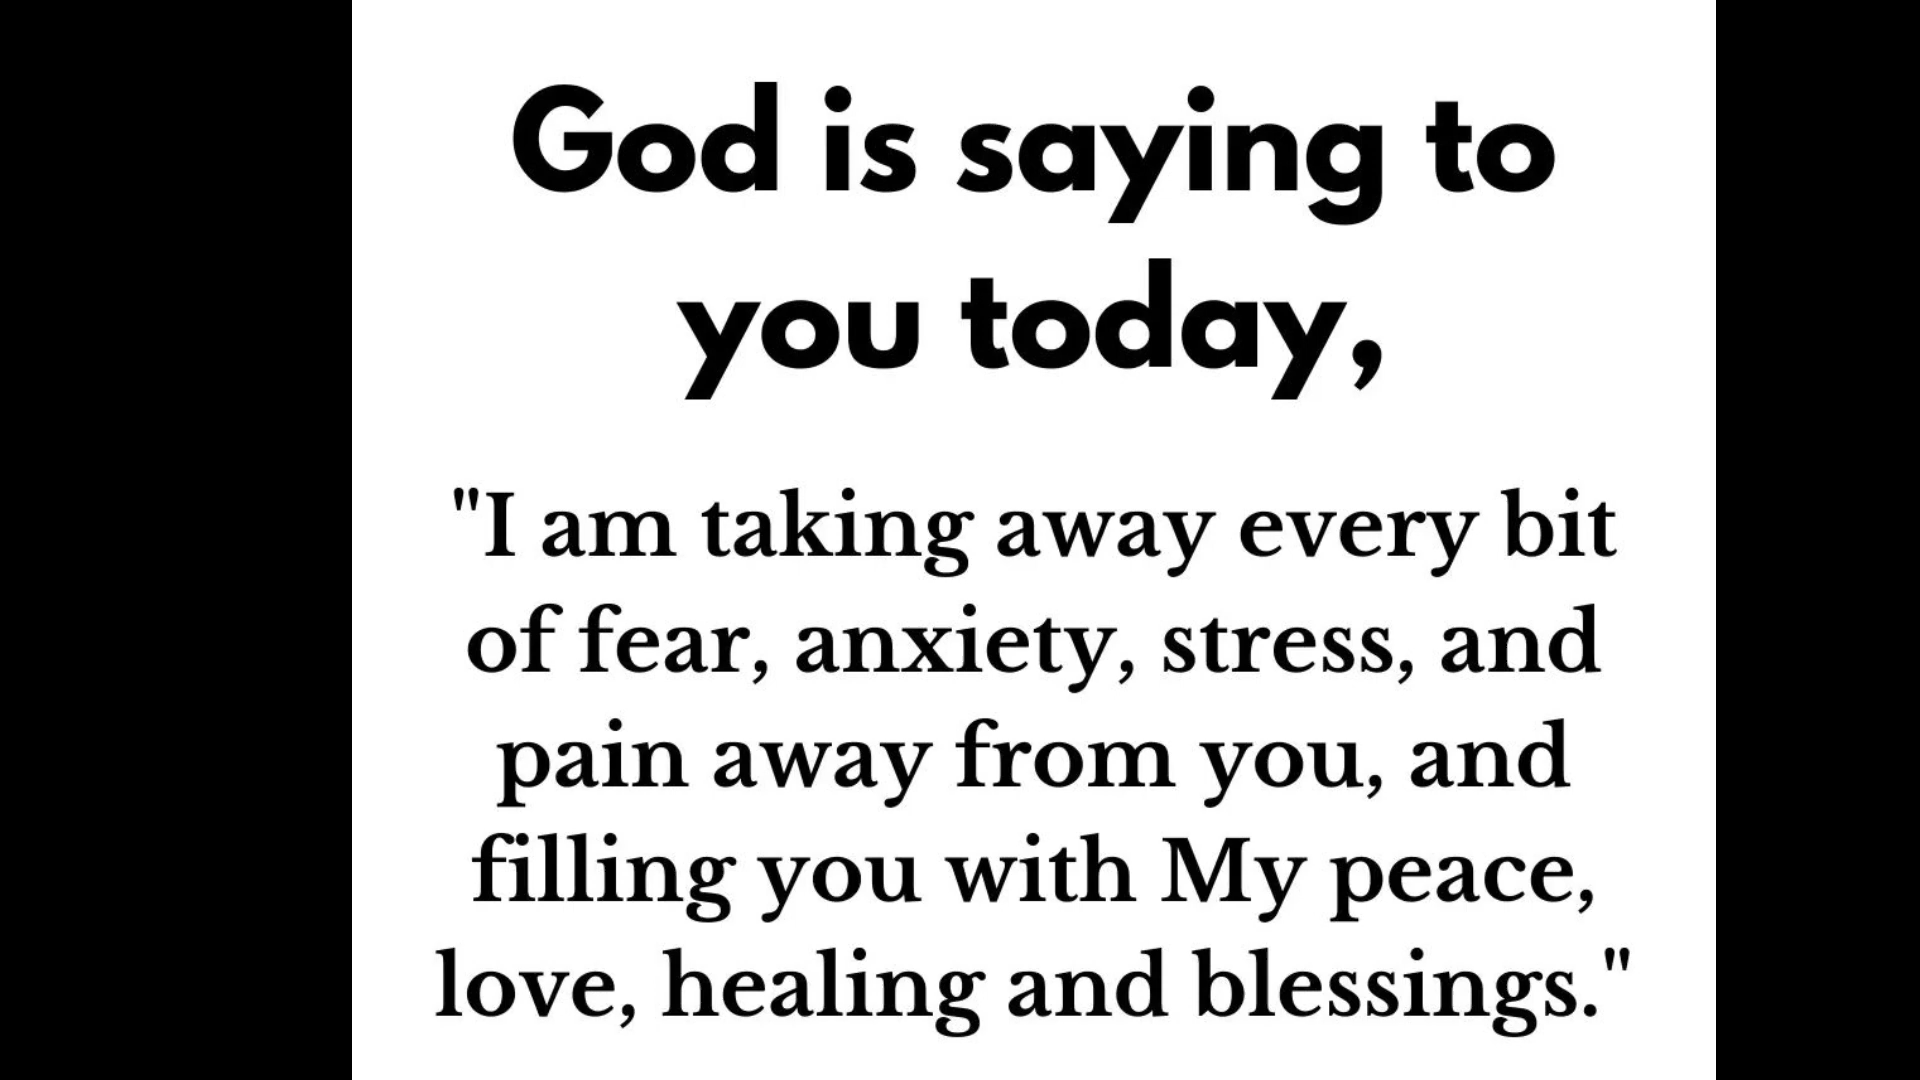 God is saying to
you today,
"I am taking away every bit
of fear, anxiety, stress, and
pain away from you, and
filling you with My peace,
love, healing and blessings."